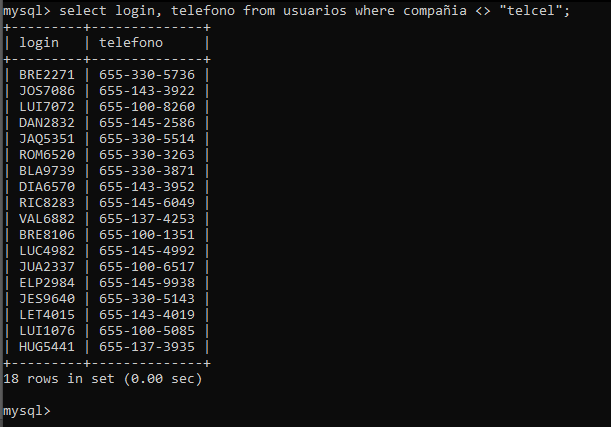 mysql> select login, telefono from usuarios where compañia <> "telcel";
+---------+--------------+
| login   | telefono     |
+---------+--------------+
| BRE2271 | 655-330-5736 |
| JOS7086 | 655-143-3922 |
| LUI7072 | 655-100-8260 |
| DAN2832 | 655-145-2586 |
| JAQ5351 | 655-330-5514 |
| ROM6520 | 655-330-3263 |
| BLA9739 | 655-330-3871 |
| DIA6570 | 655-143-3952 |
| RIC8283 | 655-145-6049 |
| VAL6882 | 655-137-4253 |
| BRE8106 | 655-100-1351 |
| LUC4982 | 655-145-4992 |
| JUA2337 | 655-100-6517 |
| ELP2984 | 655-145-9938 |
| JES9640 | 655-330-5143 |
| LET4015 | 655-143-4019 |
| LUI1076 | 655-100-5085 |
| HUG5441 | 655-137-3935 |
+---------+--------------+
18 rows in set (0.00 sec)
mysql>